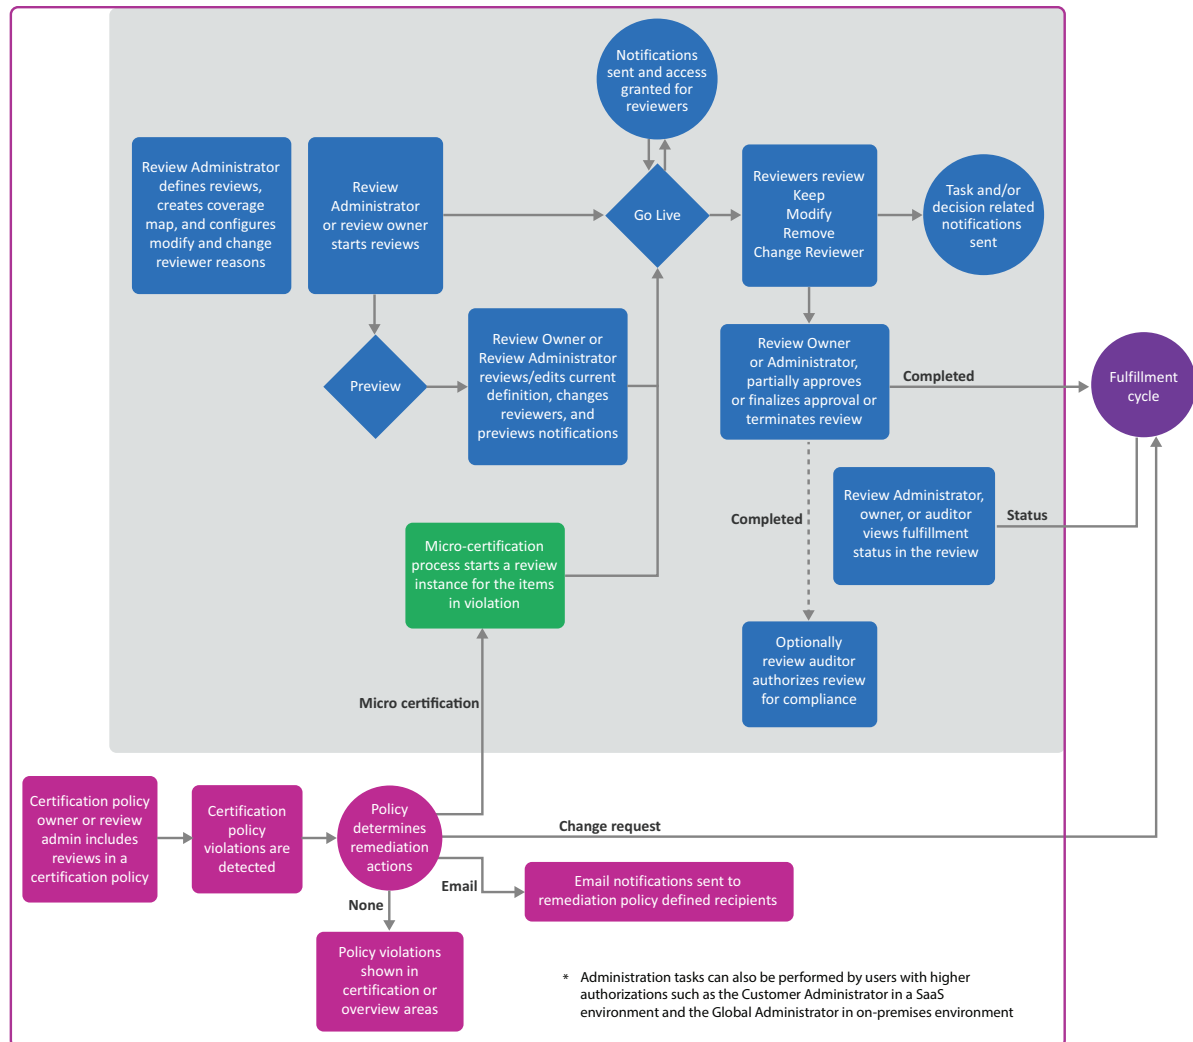 Notifications
sent and access
granted for
reviewers
Review Administrator
defines reviews,
creates coverage
map, and configures
modify and change
reviewer reasons
Review
Administrator
or review owner
starts reviews
Go Live
Reviewers review
Keep
Modify
Remove
Change Reviewer
Task and/or
decision related
notifications
sent
Preview
Review Owner or
Review Administrator
reviews/edits current
definition, changes
reviewers, and
previews notifications
Review Owner
or Administrator,
partially approves
or finalizes approval or
terminates review
Completed
Fulfillment
cycle
Completed
Review Administrator,
owner, or auditor
views fulfillment
status in the review
Status
Micro-certification
process starts a review
instance for the items
in violation
Optionally
review auditor
authorizes review
for compliance
Micro certification
Certification policy
owner or review
admin includes
reviews in a
certification policy
Certification
policy
violations are
detected
Policy
determines
remediation
actions
Change request
Email
Email notifications sent to
remediation policy defined recipients
None
Policy violations
shown in
certification or
overview areas
* Administration tasks can also be performed by users with higher
authorizations such as the Customer Administrator in a SaaS
environment and the Global Administrator in on-premises environment